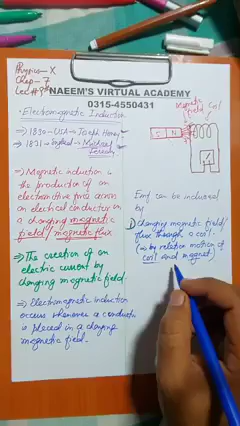 Physics - X
Chap - 7
Lec # 8th
NAEEM'S VIRTUAL ACADEMY
0315-4550431
Electromagnetic Induction
⇒ 1830 - USA - Joseph Henry
⇒ 1831 - England - Michael
Faraday
⇒ Magnetic induction is
the production of an
electromotive force across
an electrical conductor in
a changing magnetic
field / magnetic flux
⇒ The creation of an
electric current by
changing magnetic field.
⇒ Electromagnetic induction
occurs whenever a conductor
is placed in a changing
magnetic field.
Magnetic
field
Coil
S N
Emf can be induced
by
1) changing magnetic field/
flux through a coil.
(⇒ by relative motion of
coil and magnet)